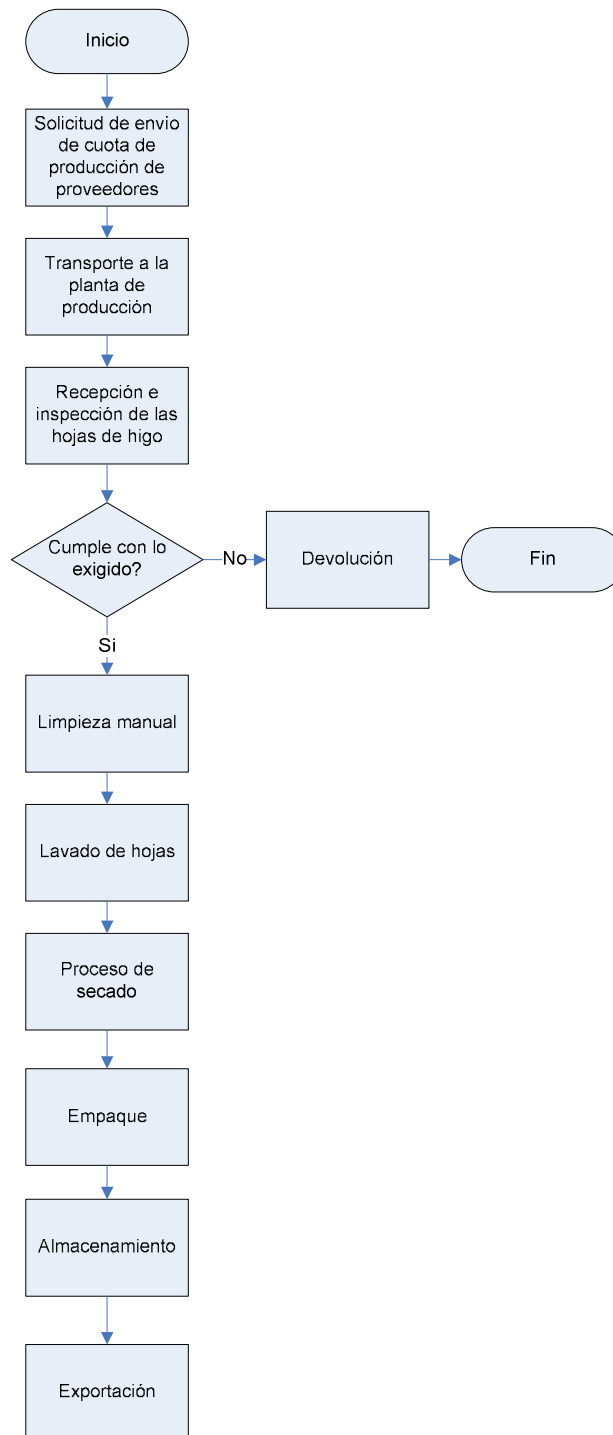 Inicio
Solicitud de envío
de cuota de
producción de
proveedores
Transporte a la
planta de
producción
Recepción e
inspección de las
hojas de higo
Cumple con lo
exigido?
No
Devolución
Fin
Si
Limpieza manual
Lavado de hojas
Proceso de
secado
Empaque
Almacenamiento
Exportación